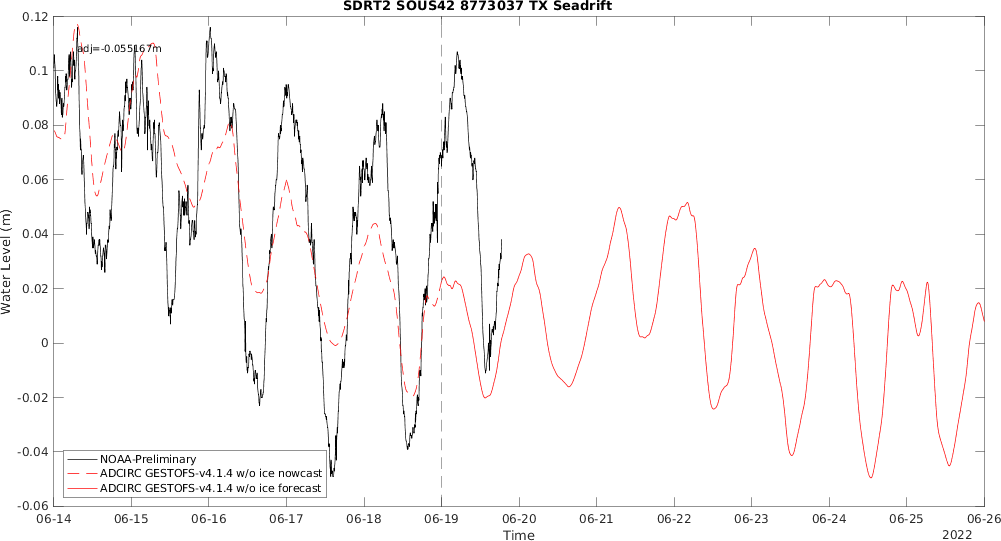 SDRT2 SOUS42 8773037 TX Seadrift
0.12
adj=-0.055167m
0.1
0.08
0.06
0.04
0.02
0
-0.02
-0.04
-0.06
Water Level (m)
NOAA-Preliminary
ADCIRC GESTOFS-v4.1.4 w/o ice nowcast
ADCIRC GESTOFS-v4.1.4 w/o ice forecast
06-14 06-15 06-16 06-17 06-18 06-19 06-20 06-21 06-22 06-23 06-24 06-25 06-26
Time
2022